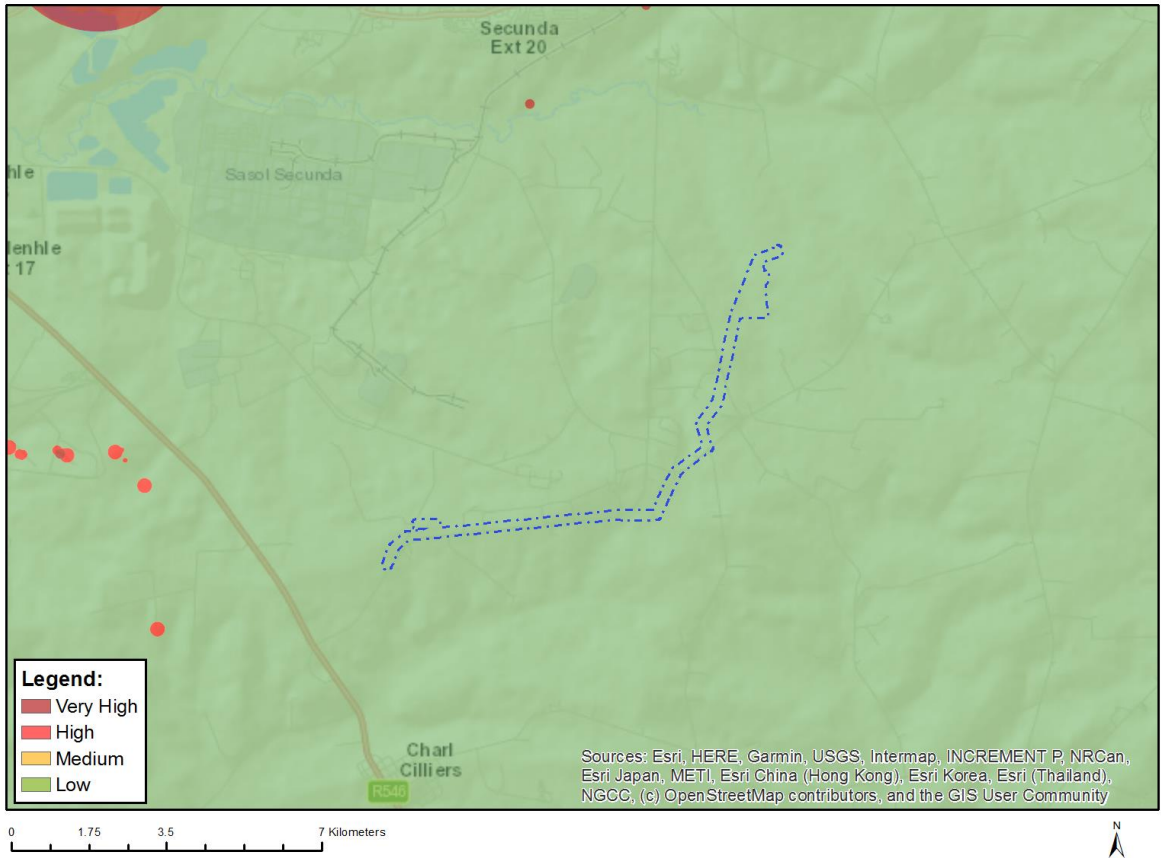 Secunda
Ext 20
Sasol Secunda
hle
lenhle
: 17
Charl
Cilliers
R546
Legend:
Very High
High
Medium
Low
Sources: Esri, HERE, Garmin, USGS, Intermap, INCREMENT P, NRCan,
Esri Japan, METI, Esri China (Hong Kong), Esri Korea, Esri (Thailand),
NGCC, (c) OpenStreetMap contributors, and the GIS User Community
0 1.75 3.5 7 Kilometers
N